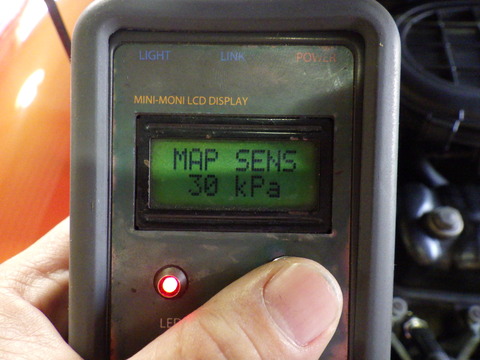 LIGHT LINK POWER
MINI-MONI LCD DISPLAY
MAP SENS
30 kPa